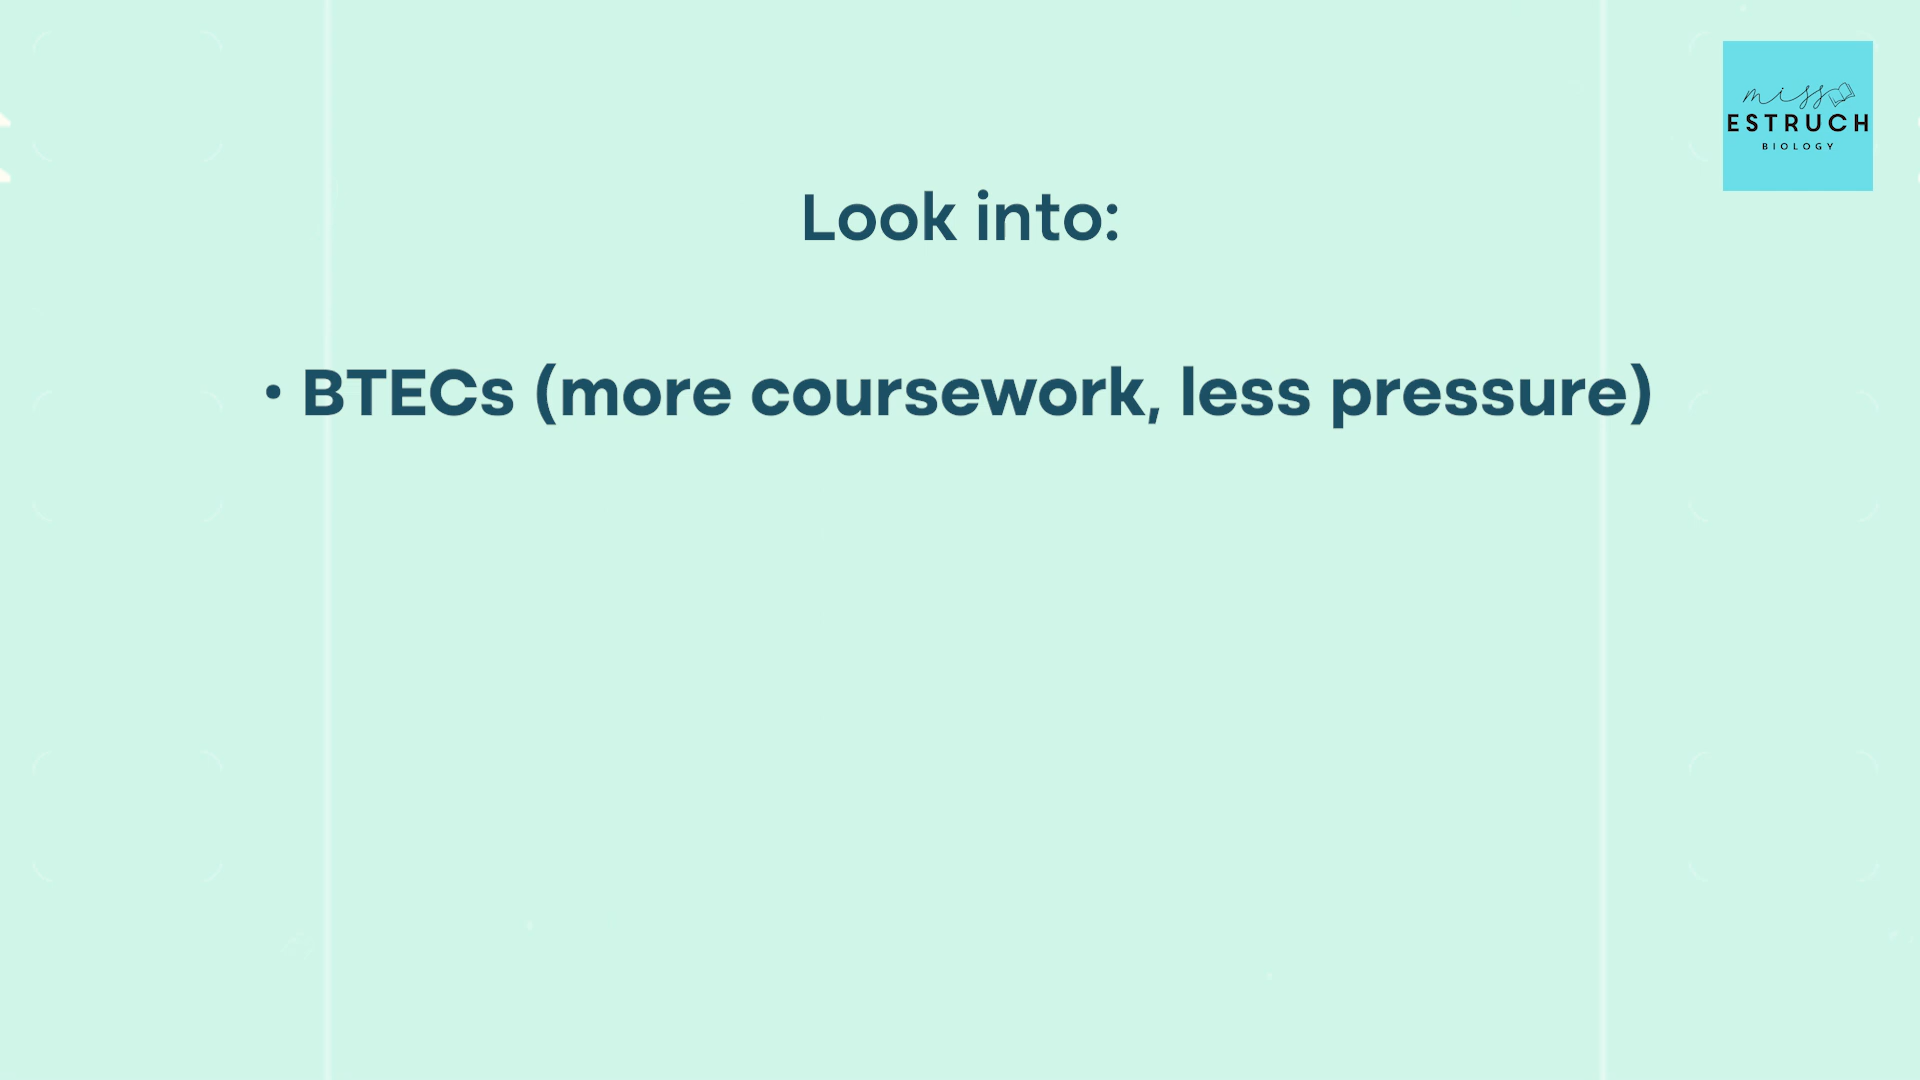 miss
ESTRUCH
BIOLOGY
Look into:
• BTECs (more coursework, less pressure)